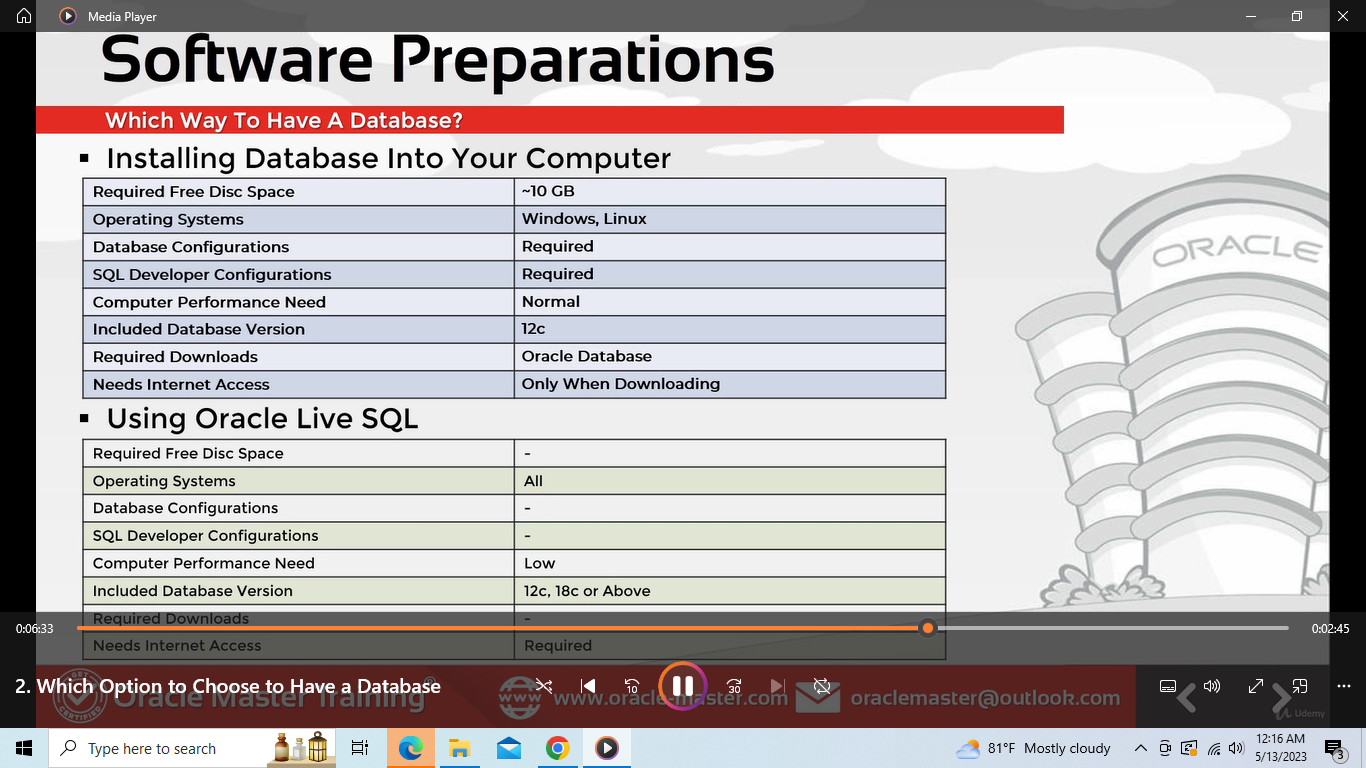 Media Player
Software Preparations
Which Way To Have A Database?
▪ Installing Database Into Your Computer
Required Free Disc Space ~10 GB
Operating Systems Windows, Linux
Database Configurations Required
SQL Developer Configurations Required
Computer Performance Need Normal
Included Database Version 12c
Required Downloads Oracle Database
Needs Internet Access Only When Downloading
▪ Using Oracle Live SQL
Required Free Disc Space -
Operating Systems All
Database Configurations -
SQL Developer Configurations -
Computer Performance Need Low
Included Database Version 12c, 18c or Above
Required Downloads -
Needs Internet Access Required
ORACLE
0:06:33
0:02:45
2. Which Option to Choose to Have a Database
10
30
CERTIFIED
Oracle Master Training
®
www
www.oracle-master.com
oraclemaster@outlook.com
Udemy
Type here to search
81°F Mostly cloudy
12:16 AM
5/13/2023
3